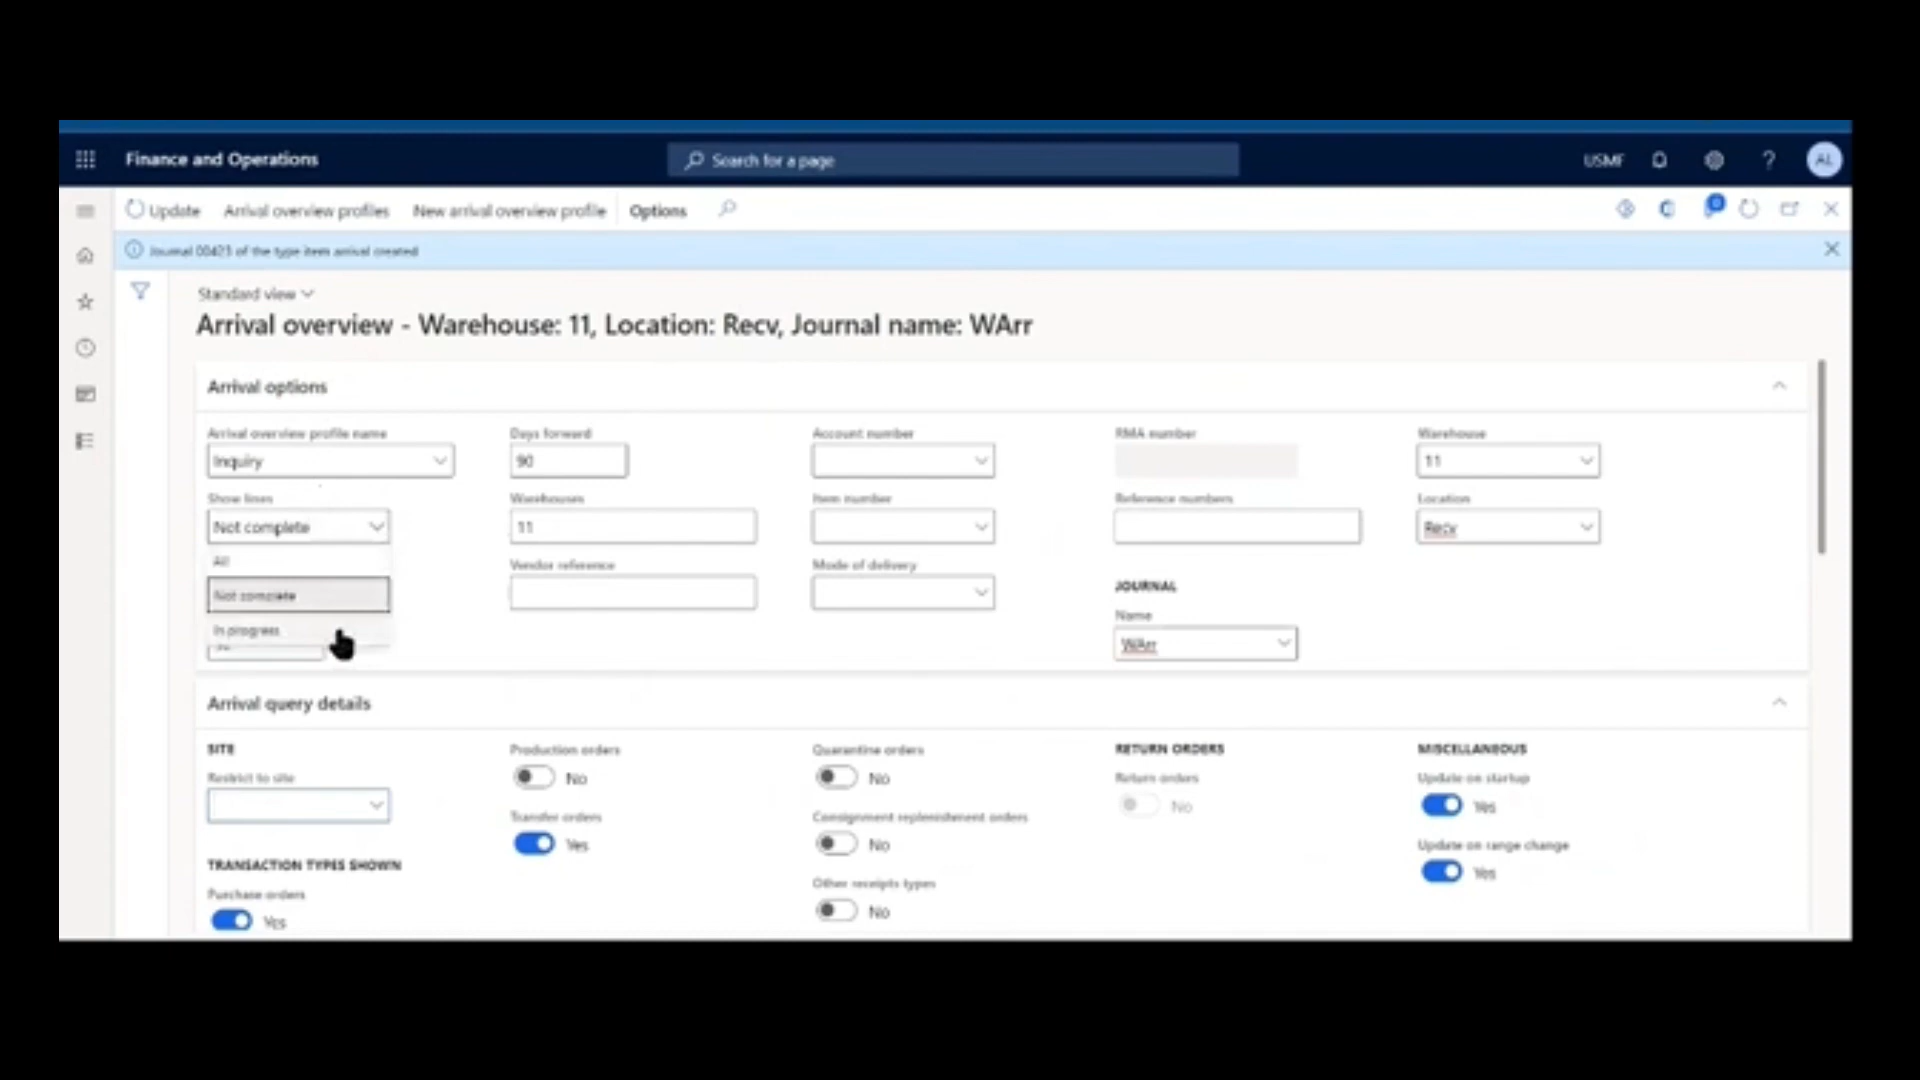 Finance and Operations
Search for a page
USMF
?
AL
Update
Arrival overview profiles
New arrival overview profile
Options
0
Journal 00423 of the type item arrival created
Standard view
Arrival overview - Warehouse: 11, Location: Recv, Journal name: WArr
Arrival options
Arrival overview profile name
Days forward
Account number
RMA number
Warehouse
Inquiry
90
11
Show lines
Warehouses
Item number
Reference numbers
Location
Not complete
11
Recv
All
Vendor reference
Mode of delivery
JOURNAL
Not complete
Name
In progress
WArr
Arrival query details
SITE
Production orders
Quarantine orders
RETURN ORDERS
MISCELLANEOUS
Restrict to site
No
No
Return orders
Update on startup
No
Yes
Transfer orders
Consignment replenishment orders
Yes
No
Update on range change
TRANSACTION TYPES SHOWN
Yes
Purchase orders
Other receipts types
Yes
No